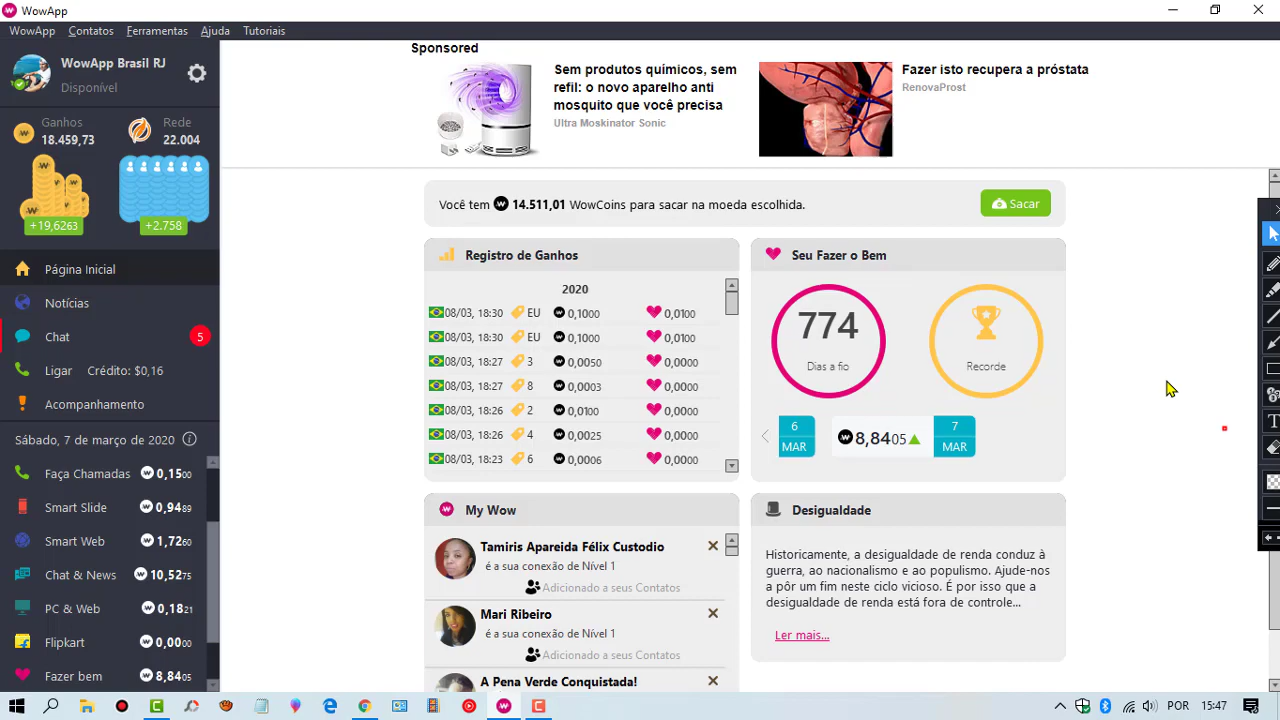 WowApp
WowApp Contatos Ferramentas Ajuda Tutoriais
WowApp Brasil RJ
Disponível
Ganhos
18.459,73
Rede
22.004
+19,6263
+2.758
Página Inicial
Notícias
Chat 5
Ligar Crédito: $0,16
Acompanhamento
Sábado, 7 de março de 2020
Faça Chamadas 0,1500
Smart Slide 0,9489
Smart Web 1,7260
Chat & News 10,5275
PC & Web 0,1821
Flipkart 0,0000
Fazer bem 8,8405
Sponsored
Sem produtos químicos, sem
refil: o novo aparelho anti
mosquito que você precisa
Ultra Moskinator Sonic
Fazer isto recupera a próstata
RenovaProst
Você tem 14.511,01 WowCoins para sacar na moeda escolhida.
Sacar
Registro de Ganhos
2020
08/03, 18:30 EU 0,1000 0,0100
08/03, 18:30 EU 0,1000 0,0100
08/03, 18:27 3 0,0050 0,0000
08/03, 18:27 8 0,0003 0,0000
08/03, 18:26 2 0,0100 0,0000
08/03, 18:26 4 0,0025 0,0000
08/03, 18:23 6 0,0006 0,0000
Seu Fazer o Bem
774
Dias a fio
Recorde
6
MAR
8,8405
7
MAR
My Wow
Tamiris Apareida Félix Custodio
é a sua conexão de Nível 1
Adicionado a seus Contatos
Mari Ribeiro
é a sua conexão de Nível 1
Adicionado a seus Contatos
A Pena Verde Conquistada!
Desigualdade
Historicamente, a desigualdade de renda conduz à
guerra, ao nacionalismo e ao populismo. Ajude-nos
a pôr um fim neste ciclo vicioso. É por isso que a
desigualdade de renda está fora de controle...
Ler mais...
POR 15:47